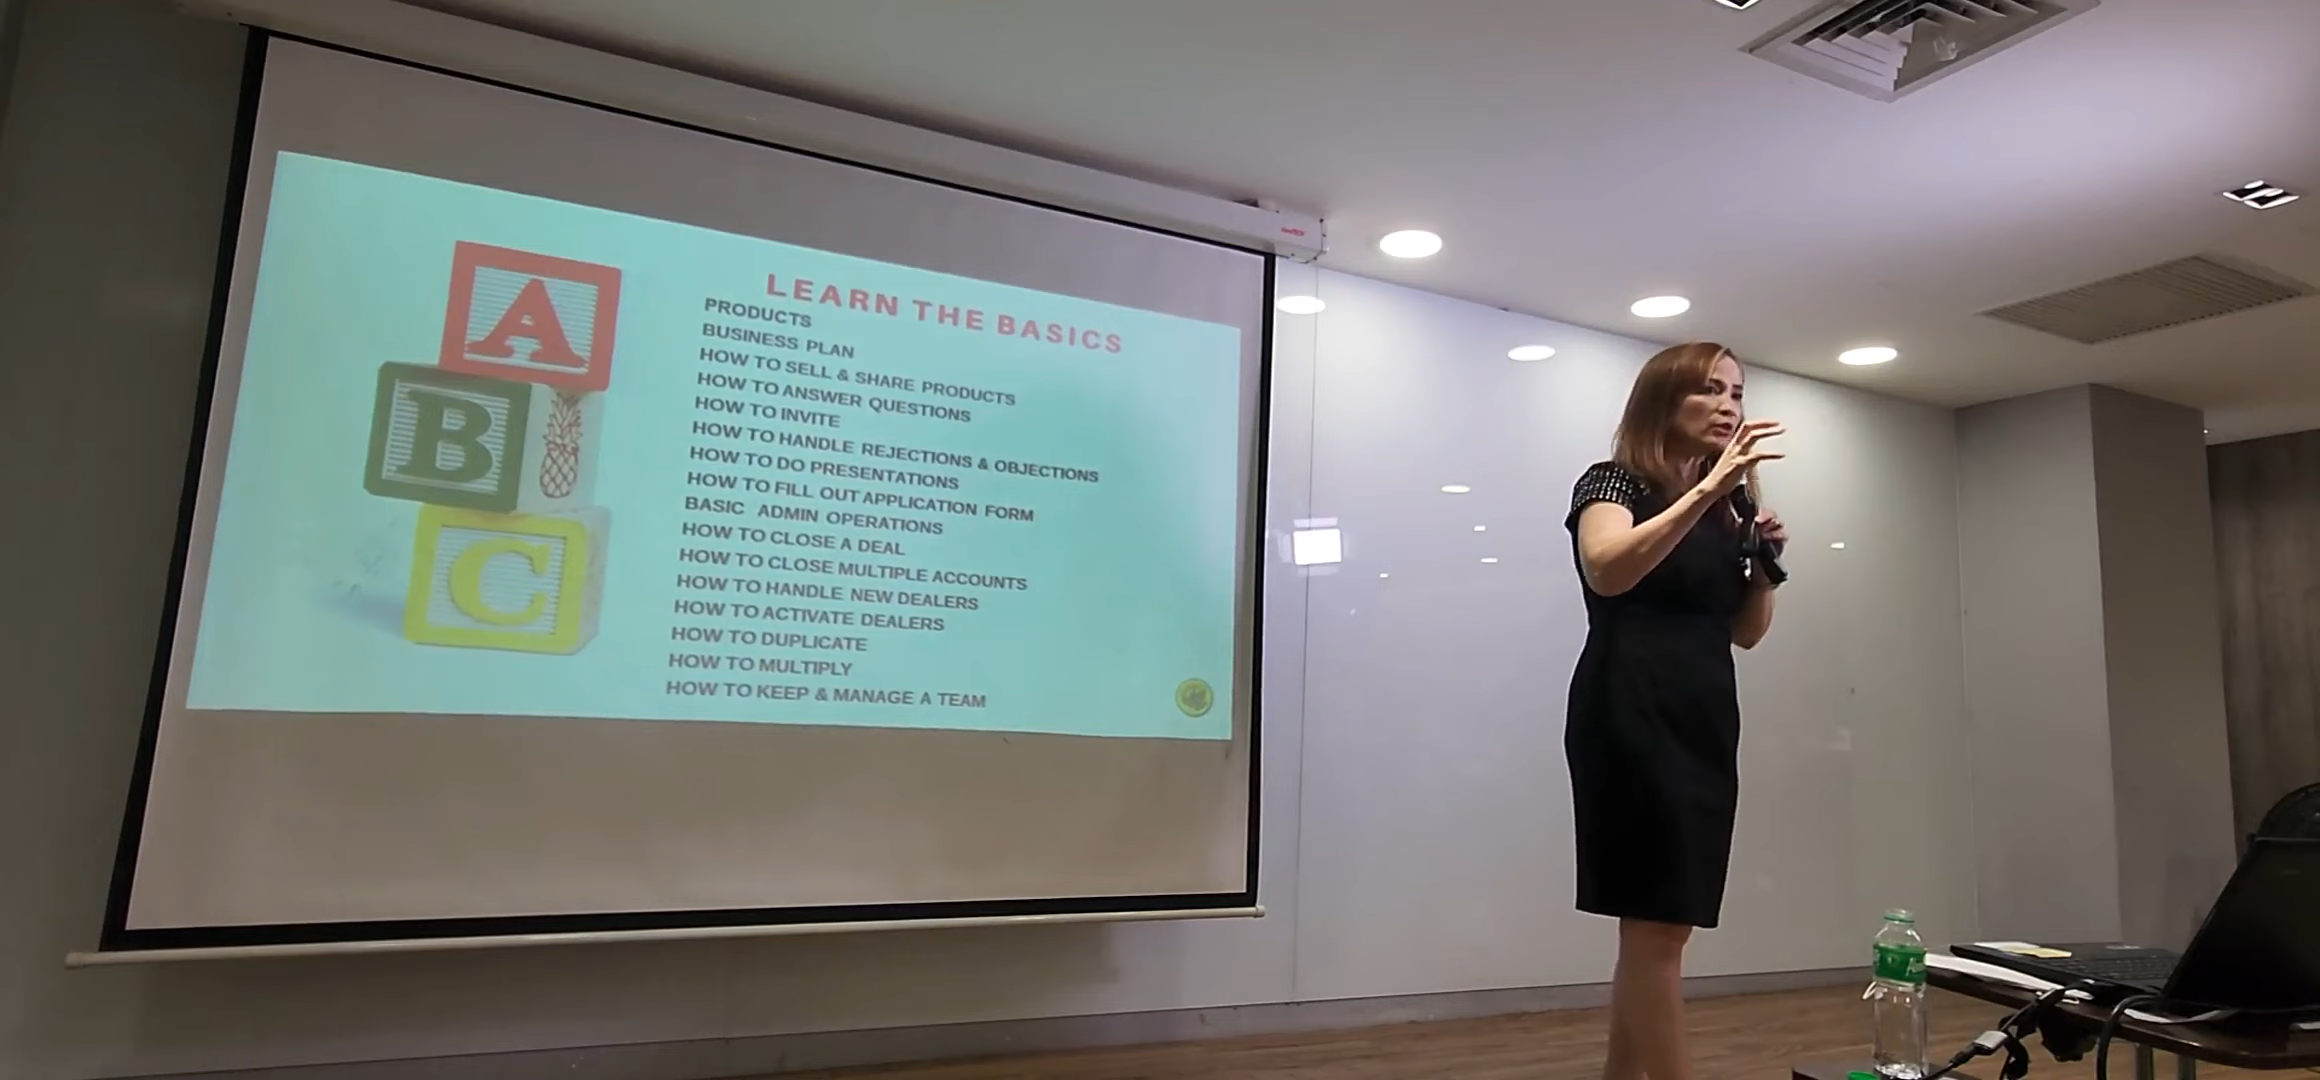 A
B
C
LEARN THE BASICS
PRODUCTS
BUSINESS PLAN
HOW TO SELL & SHARE PRODUCTS
HOW TO ANSWER QUESTIONS
HOW TO INVITE
HOW TO HANDLE REJECTIONS & OBJECTIONS
HOW TO DO PRESENTATIONS
HOW TO FILL OUT APPLICATION FORM
BASIC ADMIN OPERATIONS
HOW TO CLOSE A DEAL
HOW TO CLOSE MULTIPLE ACCOUNTS
HOW TO HANDLE NEW DEALERS
HOW TO ACTIVATE DEALERS
HOW TO DUPLICATE
HOW TO MULTIPLY
HOW TO KEEP & MANAGE A TEAM